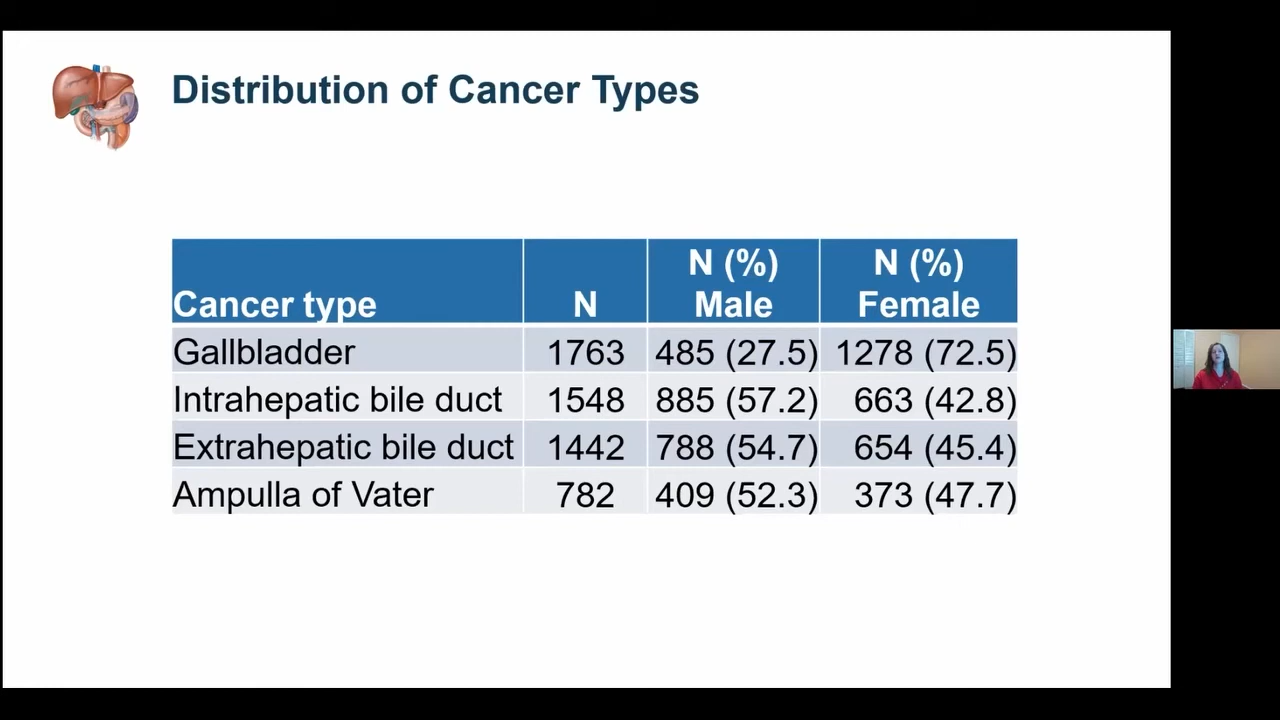 Distribution of Cancer Types
Cancer type N N (%) Male N (%) Female
Gallbladder 1763 485 (27.5) 1278 (72.5)
Intrahepatic bile duct 1548 885 (57.2) 663 (42.8)
Extrahepatic bile duct 1442 788 (54.7) 654 (45.4)
Ampulla of Vater 782 409 (52.3) 373 (47.7)